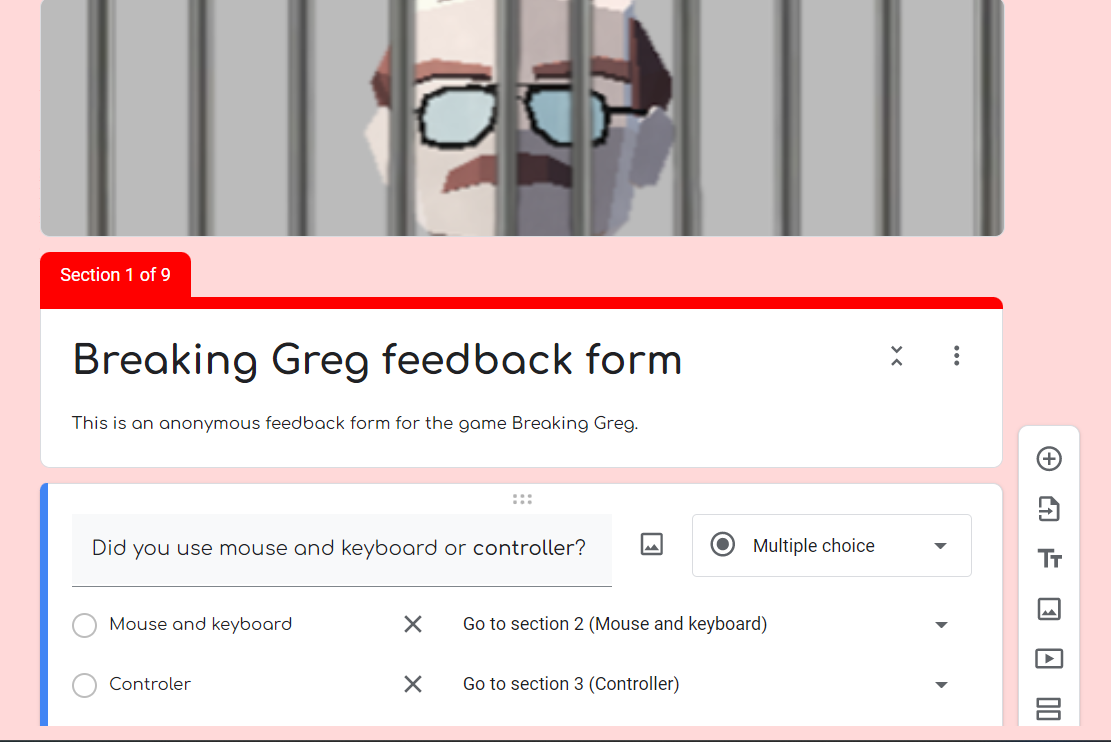 Section 1 of 9
Breaking Greg feedback form
This is an anonymous feedback form for the game Breaking Greg.
Did you use mouse and keyboard or controller?
Multiple choice
Mouse and keyboard
Go to section 2 (Mouse and keyboard)
Controler
Go to section 3 (Controller)
Tт